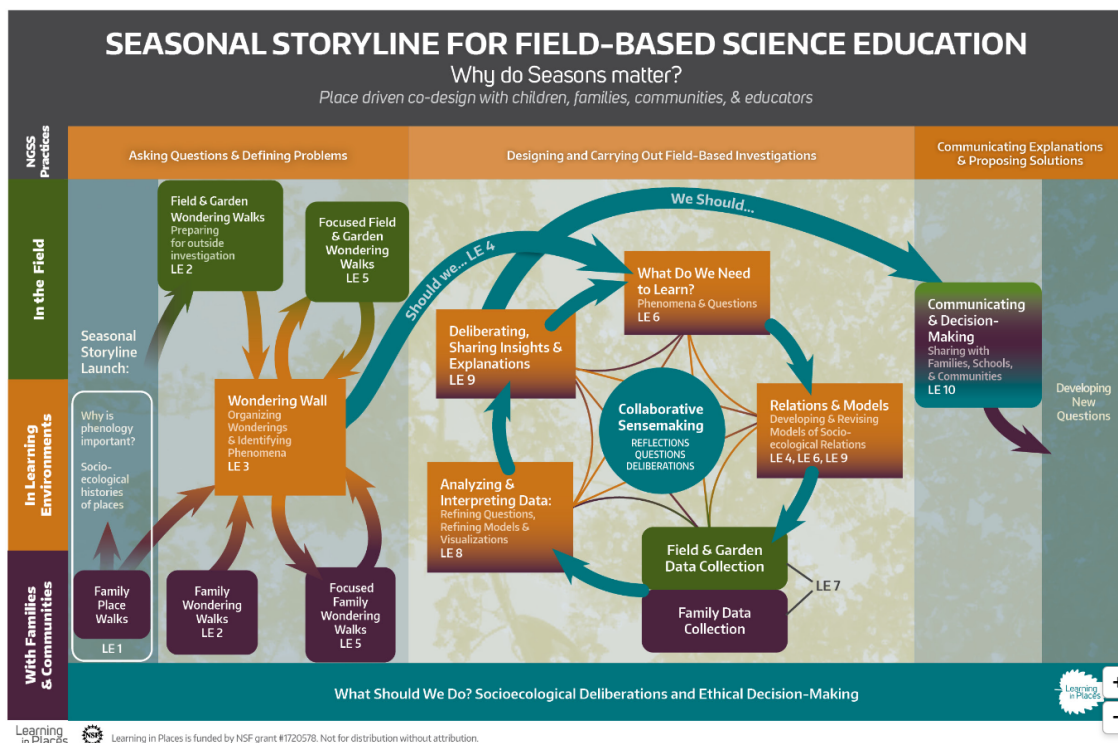 SEASONAL STORYLINE FOR FIELD-BASED SCIENCE EDUCATION
Why do Seasons matter?
Place driven co-design with children, families, communities, & educators
NGSS
Practices
Asking Questions & Defining Problems
Designing and Carrying Out Field-Based Investigations
Communicating Explanations
& Proposing Solutions
In the Field
In Learning
Environments
With Families
& Communities
Seasonal
Storyline
Launch:
Why is
phenology
important?
Socio-
ecological
histories
of places
Family
Place
Walks
LE 1
Field & Garden
Wondering Walks
Preparing
for outside
investigation
LE 2
Focused Field
& Garden
Wondering
Walks
LE 5
Wondering Wall
Organizing
Wonderings
& Identifying
Phenomena
LE 3
Family
Wondering
Walks
LE 2
Focused
Family
Wondering
Walks
LE 5
Should we... LE 4
We Should...
What Do We Need
to Learn?
Phenomena & Questions
LE 6
Deliberating,
Sharing Insights &
Explanations
LE 9
Collaborative
Sensemaking
REFLECTIONS
QUESTIONS
DELIBERATIONS
Relations & Models
Developing & Revising
Models of Socio-
ecological Relations
LE 4, LE 6, LE 9
Analyzing &
Interpreting Data:
Refining Questions,
Refining Models &
Visualizations
LE 8
Field & Garden
Data Collection
Family Data
Collection
LE 7
Communicating
& Decision-
Making
Sharing with
Families, Schools,
& Communities
LE 10
Developing
New
Questions
What Should We Do? Socioecological Deliberations and Ethical Decision-Making
Learning
in Places
Learning
in Places
NSF
Learning in Places is funded by NSF grant #1720578. Not for distribution without attribution.